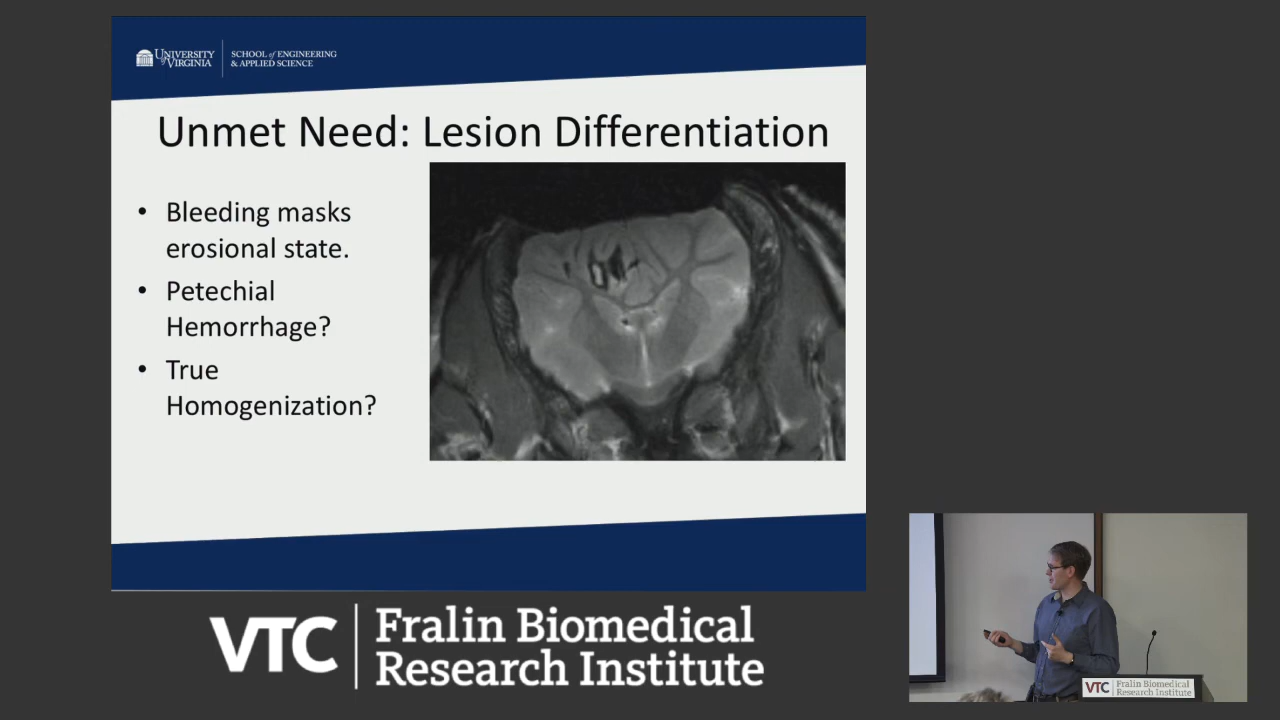 UNIVERSITY
of VIRGINIA
SCHOOL of ENGINEERING
& APPLIED SCIENCE
Unmet Need: Lesion Differentiation
• Bleeding masks
erosional state.
• Petechial
Hemorrhage?
• True
Homogenization?
VTC
Fralin Biomedical
Research Institute
VTC
Fralin Biomedical
Research Institute